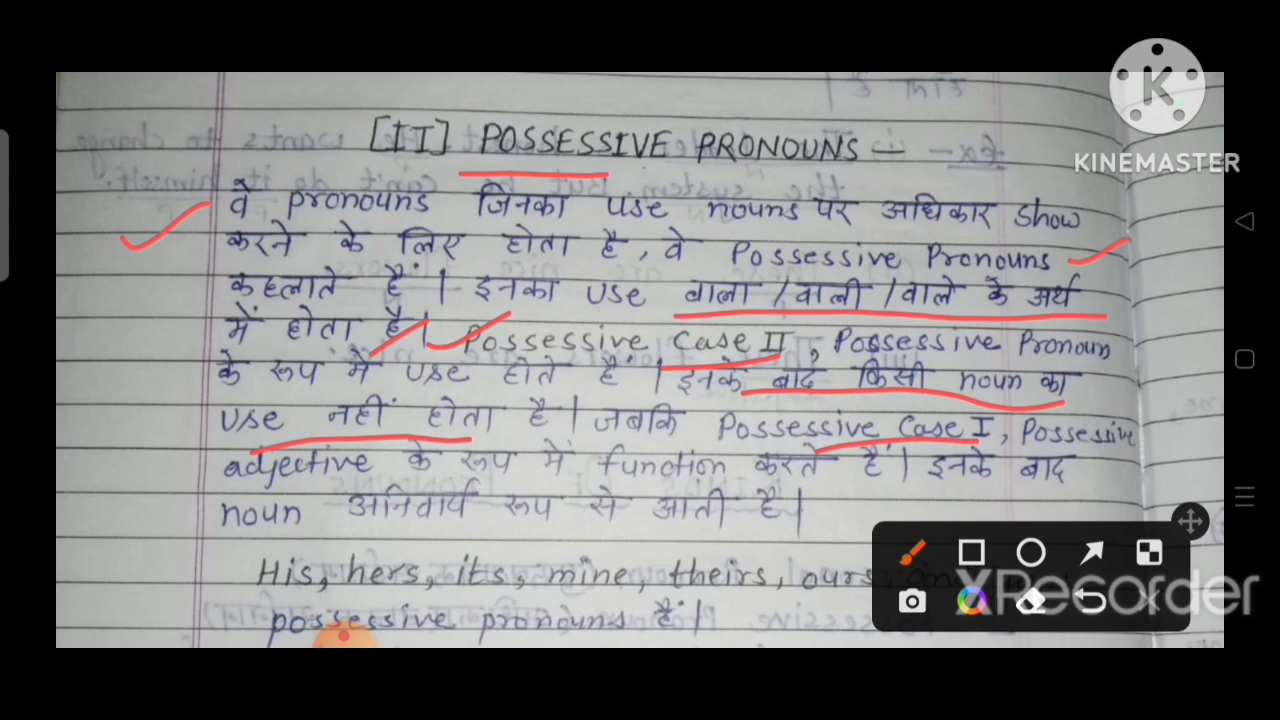 [II] POSSESSIVE PRONOUNS
वे pronouns जिनका use nouns पर अधिकार show
करने के लिए होता है, वे Possessive Pronouns
कहलाते हैं। इनका use वाला / वाली / वाले के अर्थ
में होता है। Possessive Case II, Possessive Pronoun
के रूप में use होते हैं। इनके बाद किसी noun का
use नहीं होता है। जबकि Possessive Case I, Possessive
adjective के रूप में function करते हैं। इनके बाद
noun अनिवार्य रूप से आती है।
His, hers, its, mine, theirs, ours,
possessive pronouns हैं।
KINEMASTER
XRecorder